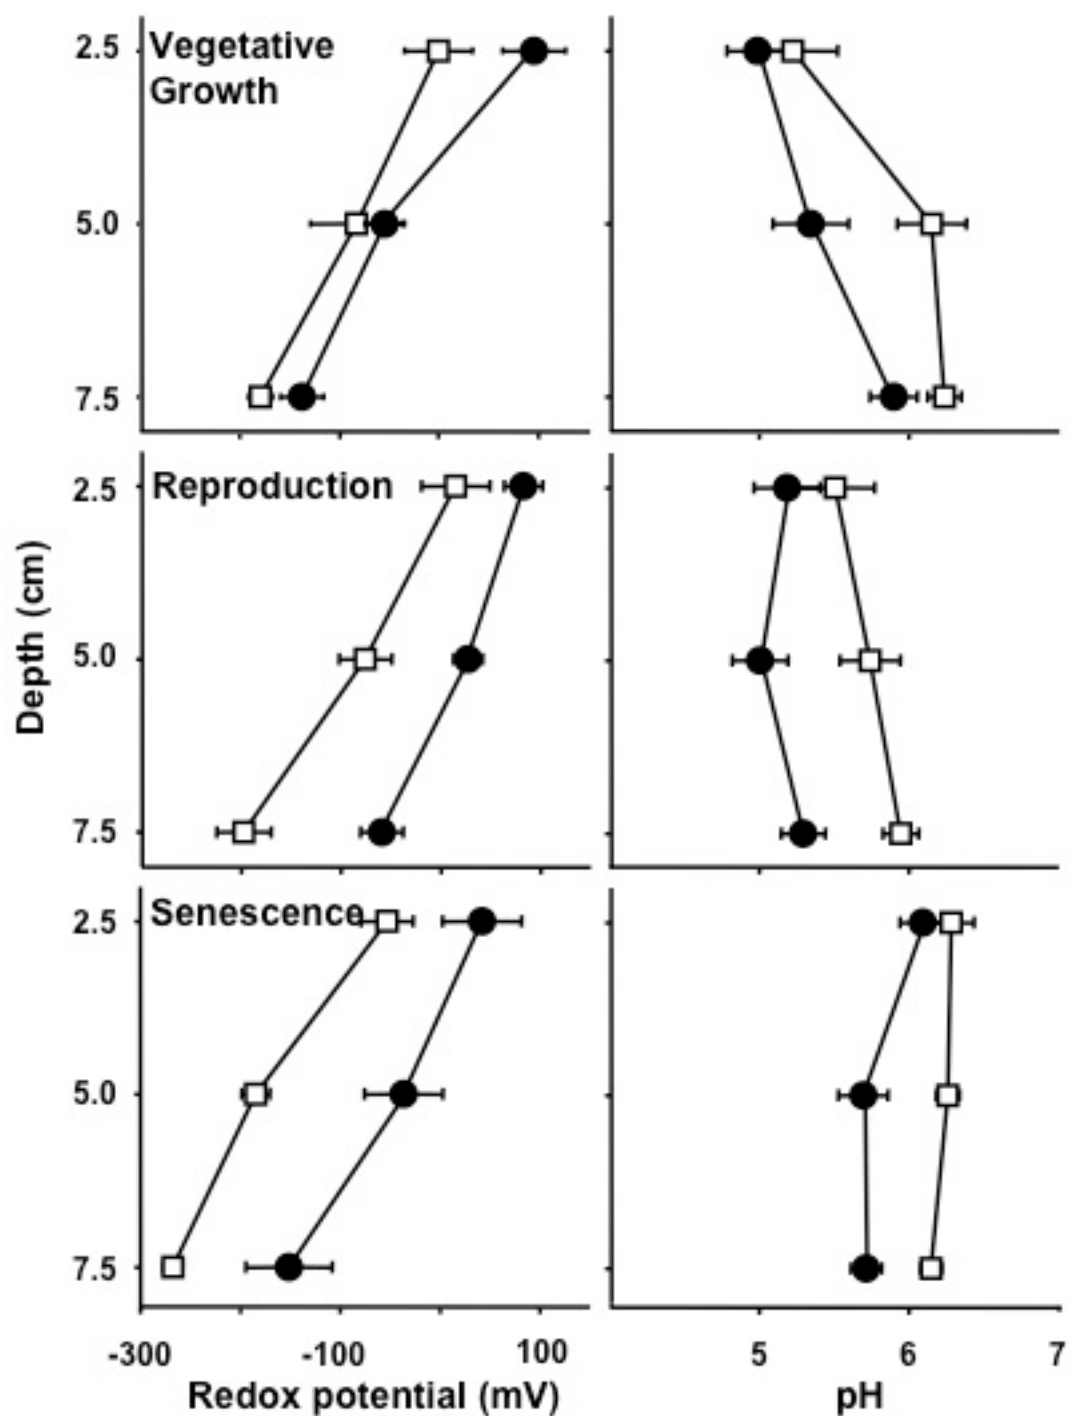 2.5
Vegetative
Growth
5.0
7.5
Reproduction
2.5
5.0
7.5
Depth (cm)
Senescence
2.5
5.0
7.5
-300 -100 100 5 6 7
Redox potential (mV) pH